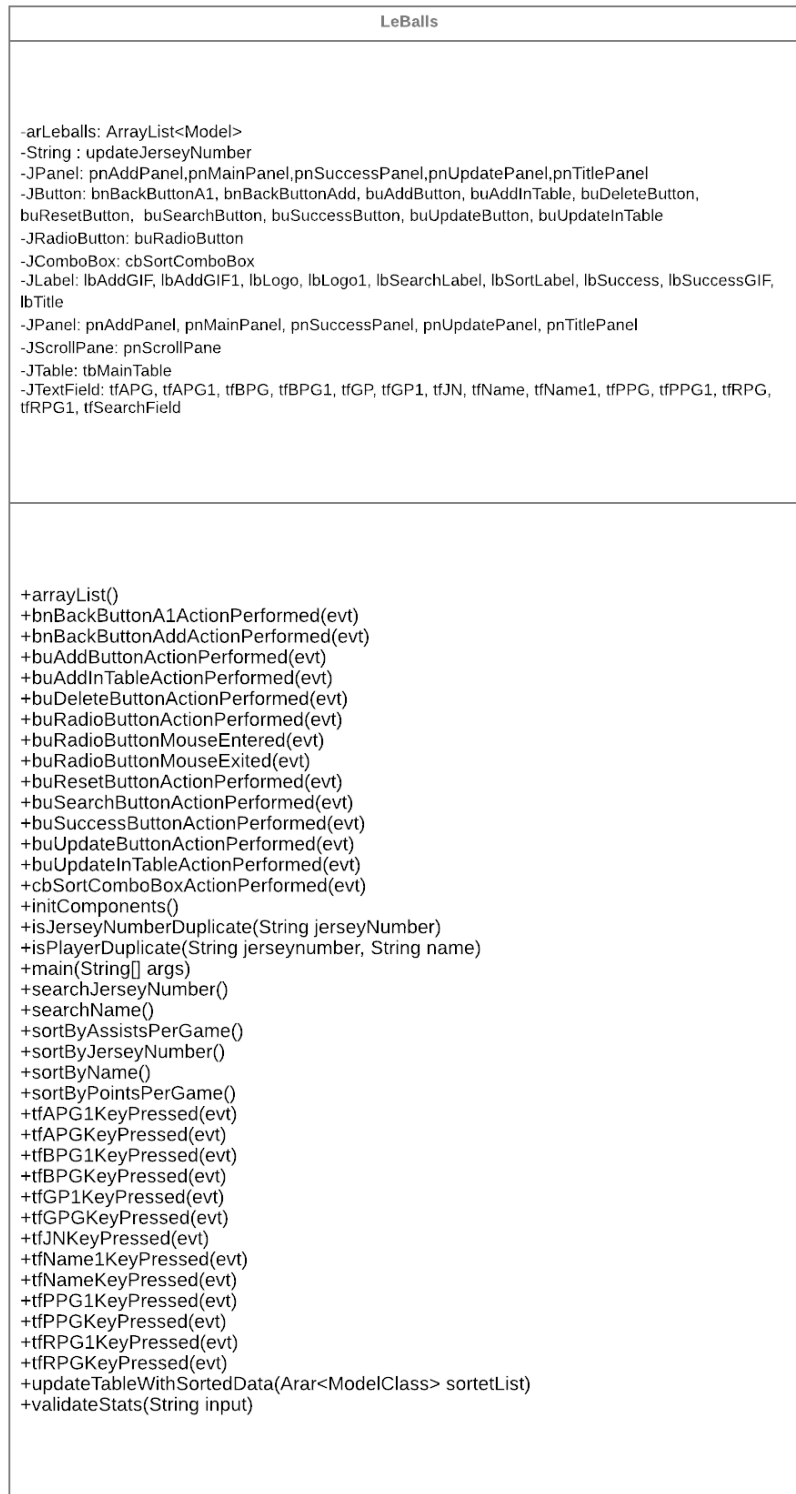 LeBalls
-arLeballs: ArrayList<Model>
-String : updateJerseyNumber
-JPanel: pnAddPanel,pnMainPanel,pnSuccessPanel,pnUpdatePanel,pnTitlePanel
-JButton: bnBackButtonA1, bnBackButtonAdd, buAddButton, buAddInTable, buDeleteButton,
buResetButton, buSearchButton, buSuccessButton, buUpdateButton, buUpdateInTable
-JRadioButton: buRadioButton
-JComboBox: cbSortComboBox
-JLabel: lbAddGIF, lbAddGIF1, lbLogo, lbLogo1, lbSearchLabel, lbSortLabel, lbSuccess, lbSuccessGIF,
lbTitle
-JPanel: pnAddPanel, pnMainPanel, pnSuccessPanel, pnUpdatePanel, pnTitlePanel
-JScrollPane: pnScrollPane
-JTable: tbMainTable
-JTextField: tfAPG, tfAPG1, tfBPG, tfBPG1, tfGP, tfGP1, tfJN, tfName, tfName1, tfPPG, tfPPG1, tfRPG,
tfRPG1, tfSearchField
+arrayList()
+bnBackButtonA1ActionPerformed(evt)
+bnBackButtonAddActionPerformed(evt)
+buAddButtonActionPerformed(evt)
+buAddInTableActionPerformed(evt)
+buDeleteButtonActionPerformed(evt)
+buRadioButtonActionPerformed(evt)
+buRadioButtonMouseEntered(evt)
+buRadioButtonMouseExited(evt)
+buResetButtonActionPerformed(evt)
+buSearchButtonActionPerformed(evt)
+buSuccessButtonActionPerformed(evt)
+buUpdateButtonActionPerformed(evt)
+buUpdateInTableActionPerformed(evt)
+cbSortComboBoxActionPerformed(evt)
+initComponents()
+isJerseyNumberDuplicate(String jerseyNumber)
+isPlayerDuplicate(String jerseynumber, String name)
+main(String[] args)
+searchJerseyNumber()
+searchName()
+sortByAssistsPerGame()
+sortByJerseyNumber()
+sortByName()
+sortByPointsPerGame()
+tfAPG1KeyPressed(evt)
+tfAPGKeyPressed(evt)
+tfBPG1KeyPressed(evt)
+tfBPGKeyPressed(evt)
+tfGP1KeyPressed(evt)
+tfGPGKeyPressed(evt)
+tfJNKeyPressed(evt)
+tfName1KeyPressed(evt)
+tfNameKeyPressed(evt)
+tfPPG1KeyPressed(evt)
+tfPPGKeyPressed(evt)
+tfRPG1KeyPressed(evt)
+tfRPGKeyPressed(evt)
+updateTableWithSortedData(Arar<ModelClass> sortetList)
+validateStats(String input)